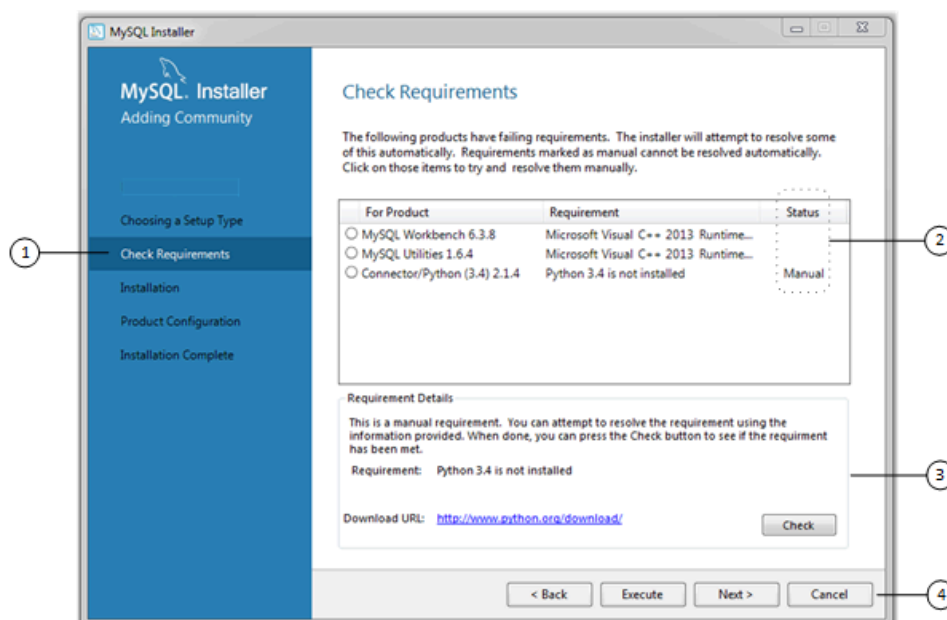 MySQL Installer
MySQL. Installer
Adding Community
Choosing a Setup Type
Check Requirements
Installation
Product Configuration
Installation Complete
Check Requirements
The following products have failing requirements. The installer will attempt to resolve some
of this automatically. Requirements marked as manual cannot be resolved automatically.
Click on those items to try and resolve them manually.
For Product Requirement Status
MySQL Workbench 6.3.8 Microsoft Visual C++ 2013 Runtime...
MySQL Utilities 1.6.4 Microsoft Visual C++ 2013 Runtime...
Connector/Python (3.4) 2.1.4 Python 3.4 is not installed Manual
Requirement Details
This is a manual requirement. You can attempt to resolve the requirement using the
information provided. When done, you can press the Check button to see if the requirment
has been met.
Requirement: Python 3.4 is not installed
Download URL: http://www.python.org/download/
Check
< Back Execute Next > Cancel
1
2
3
4